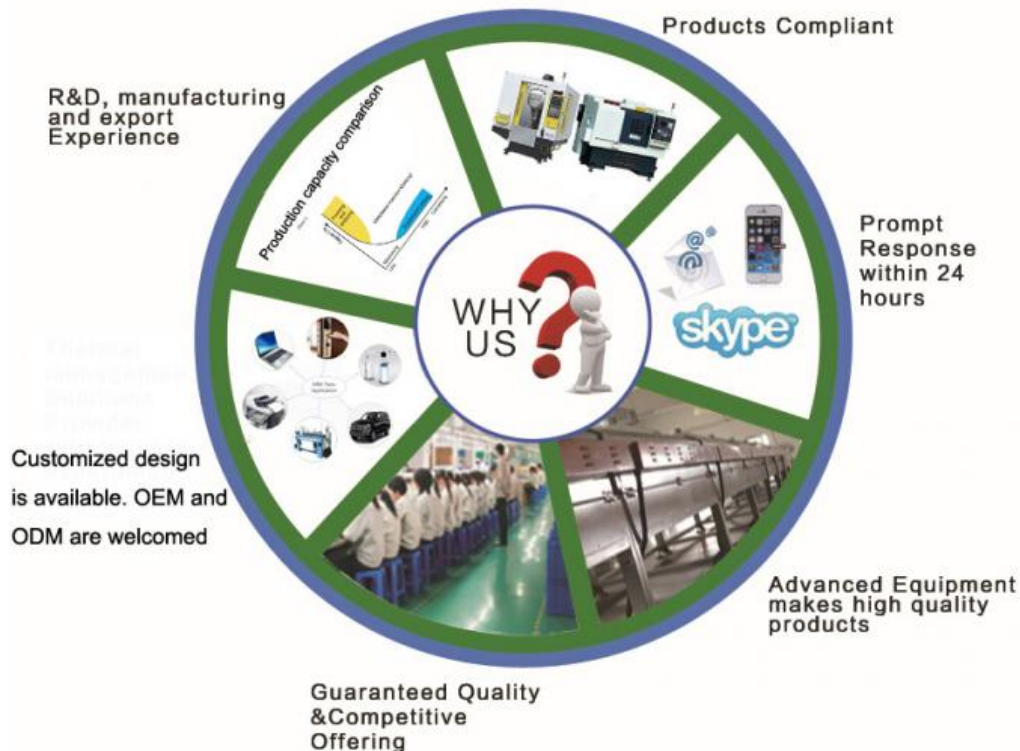 Products Compliant
R&D, manufacturing
and export
Experience
Production capacity comparison
Prompt
Response
within 24
hours
skype
WHY
US
Customized design
is available. OEM and
ODM are welcomed
Advanced Equipment
makes high quality
products
Guaranteed Quality
&Competitive
Offering